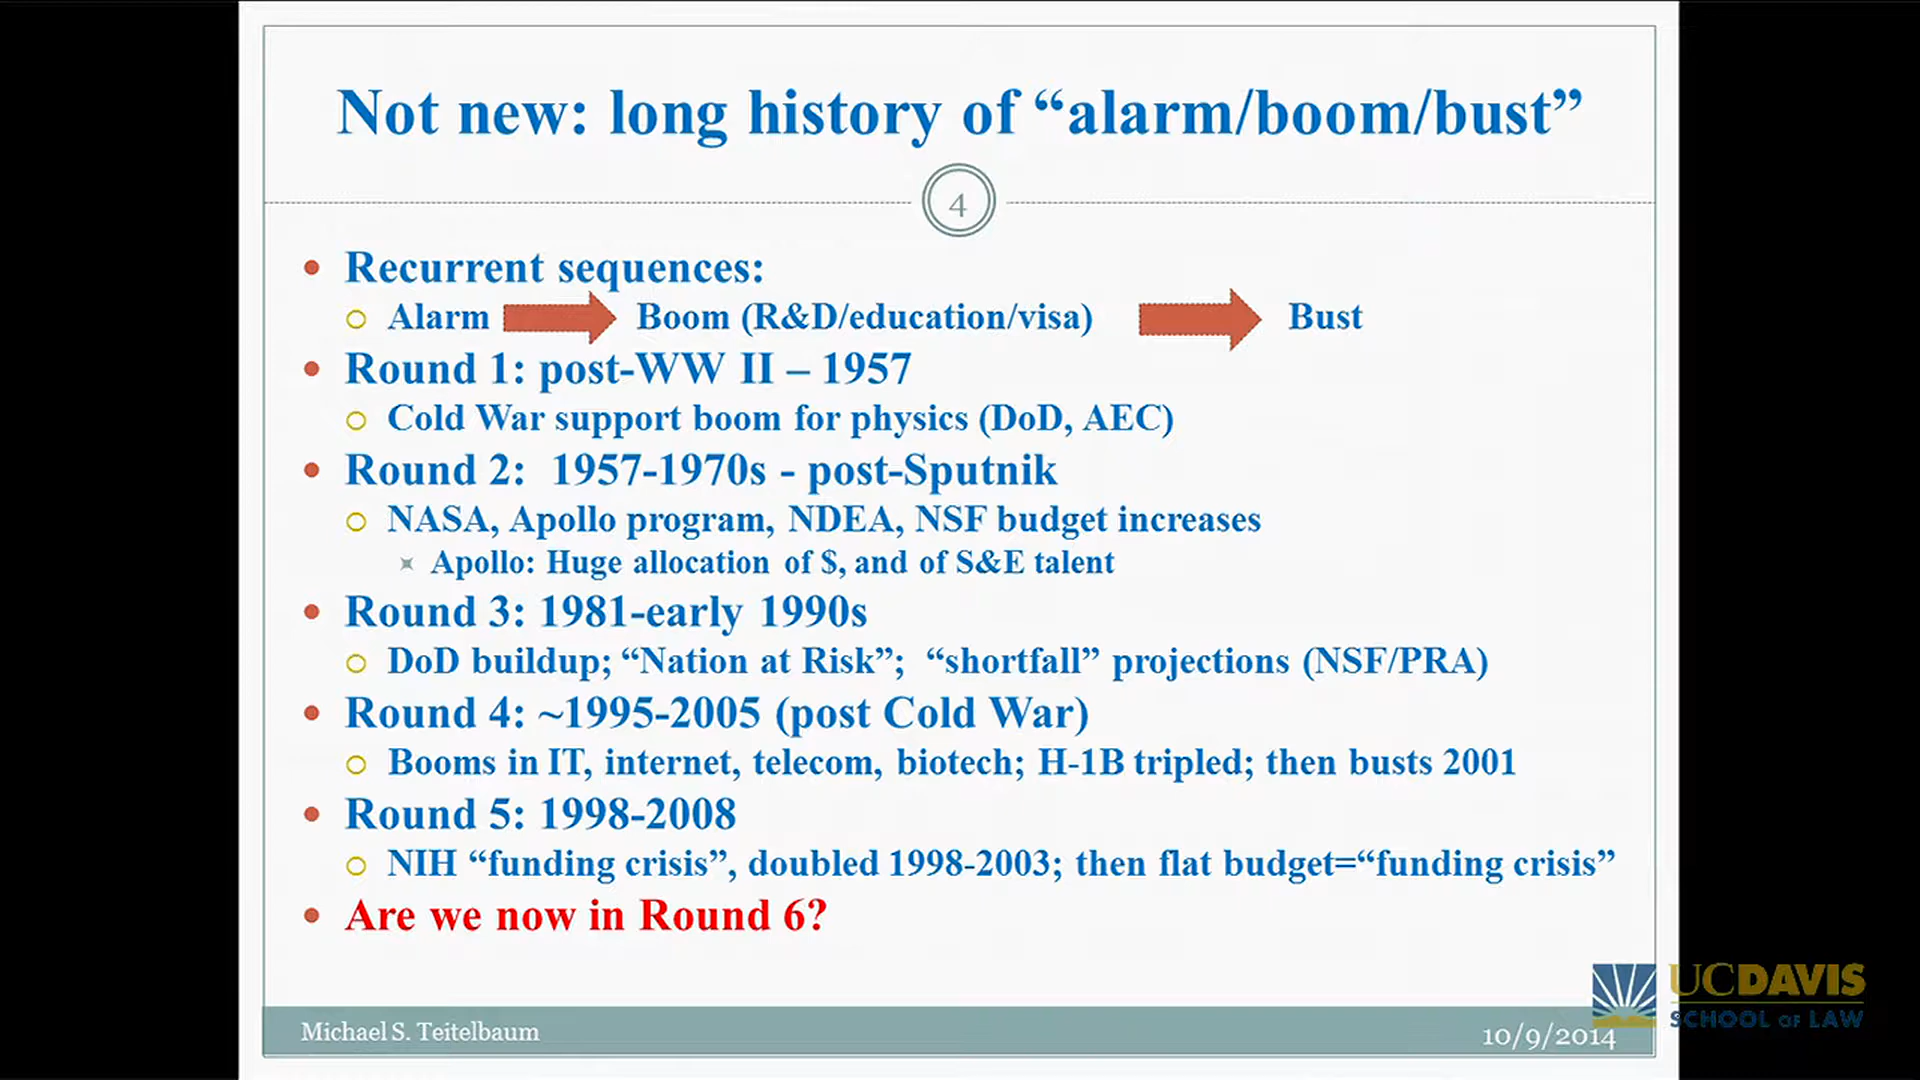 Not new: long history of “alarm/boom/bust”
4
Recurrent sequences:
Alarm Boom (R&D/education/visa) Bust
Round 1: post-WW II – 1957
Cold War support boom for physics (DoD, AEC)
Round 2: 1957-1970s - post-Sputnik
NASA, Apollo program, NDEA, NSF budget increases
Apollo: Huge allocation of $, and of S&E talent
Round 3: 1981-early 1990s
DoD buildup; “Nation at Risk”; “shortfall” projections (NSF/PRA)
Round 4: ~1995-2005 (post Cold War)
Booms in IT, internet, telecom, biotech; H-1B tripled; then busts 2001
Round 5: 1998-2008
NIH “funding crisis”, doubled 1998-2003; then flat budget=“funding crisis”
Are we now in Round 6?
UCDAVIS
SCHOOL OF LAW
Michael S. Teitelbaum
10/9/2014